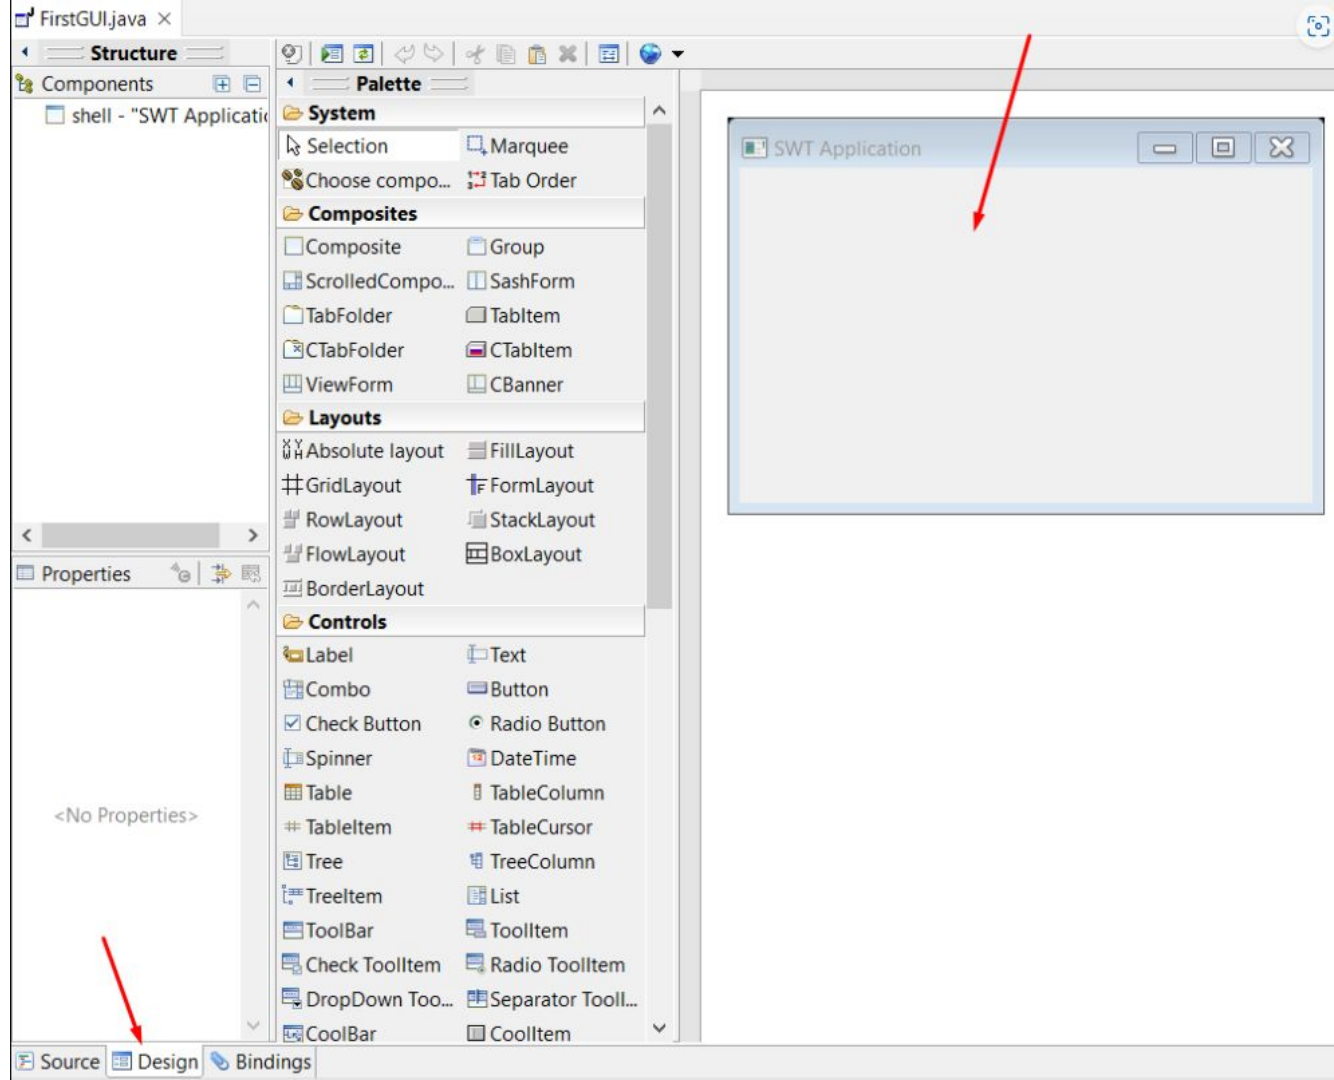 FirstGUI.java
Structure
Components
shell - "SWT Applicatio
Properties
<No Properties>
Palette
System
Selection Marquee
Choose compo... Tab Order
Composites
Composite Group
ScrolledCompo... SashForm
TabFolder TabItem
CTabFolder CTabItem
ViewForm CBanner
Layouts
Absolute layout FillLayout
GridLayout FormLayout
RowLayout StackLayout
FlowLayout BoxLayout
BorderLayout
Controls
Label Text
Combo Button
Check Button Radio Button
Spinner DateTime
Table TableColumn
TableItem TableCursor
Tree TreeColumn
TreeItem List
ToolBar ToolItem
Check ToolItem Radio ToolItem
DropDown Too... Separator ToolI...
CoolBar CoolItem
SWT Application
Source Design Bindings